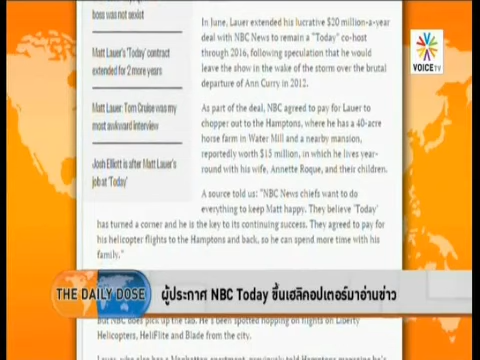 boss was not sexist
Matt Lauer's 'Today' contract
extended for 2 more years
Matt Lauer: Tom Cruise was my
most awkward interview
Josh Elliott is after Matt Lauer's
job at 'Today'
In June, Lauer extended his lucrative $20 million-a-year
deal with NBC News to remain a "Today" co-host
through 2016, following speculation that he would
leave the show in the wake of the storm over the brutal
departure of Ann Curry in 2012.
As part of the deal, NBC agreed to pay for Lauer to
chopper out to the Hamptons, where he has a 40-acre
horse farm in Water Mill and a nearby mansion,
reportedly worth $15 million, in which he lives year-
round with his wife, Annette Roque, and their children.
A source told us: "NBC News chiefs want to do
everything to keep Matt happy. They believe 'Today'
has turned a corner and he is the key to its continuing success. They agreed to pay
for his helicopter flights to the Hamptons and back, so he can spend more time with his
family."
VOICE TV
THE DAILY DOSE
ผู้ประกาศ NBC Today ขึ้นเฮลิคอปเตอร์มาอ่านข่าว
But NBC does pick up the tab. He's been spotted hopping on flights on Liberty
Helicopters, HeliFlite and Blade from the city.